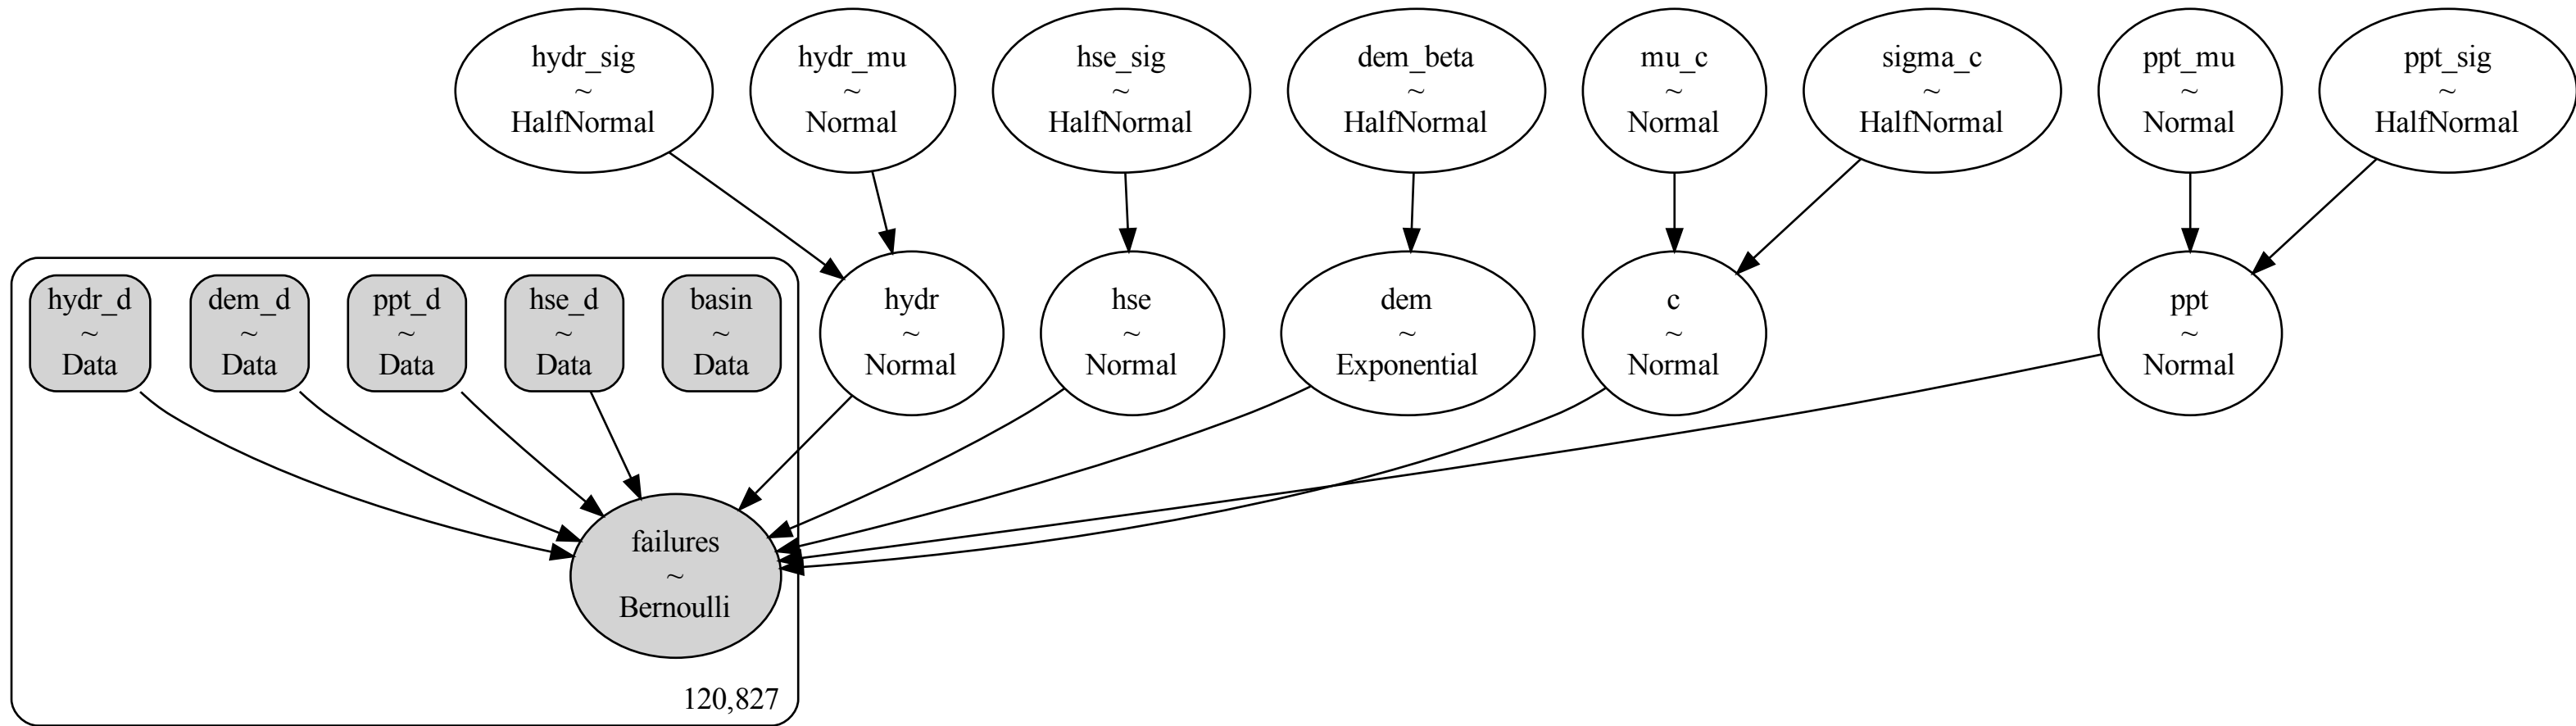 hydr_sig
~
HalfNormal
hydr_mu
~
Normal
hse_sig
~
HalfNormal
dem_beta
~
HalfNormal
mu_c
~
Normal
sigma_c
~
HalfNormal
ppt_mu
~
Normal
ppt_sig
~
HalfNormal
hydr_d
~
Data
dem_d
~
Data
ppt_d
~
Data
hse_d
~
Data
basin
~
Data
hydr
~
Normal
hse
~
Normal
dem
~
Exponential
c
~
Normal
ppt
~
Normal
failures
~
Bernoulli
120,827